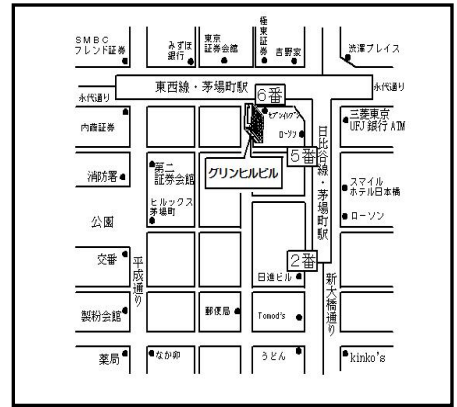 SMBC
フレンド証券
みずほ
銀行
東京
証券会館
極東証券
吉野家
渋澤プレイス
東西線・茅場町駅
永代通り
永代通り
6番
セブンイレブン
ローソン
内藤証券
三菱東京
UFJ銀行ATM
日比谷線・茅場町駅
5番
消防署
第二
証券会館
グリンヒルビル
スマイル
ホテル日本橋
ヒルックス
茅場町
ローソン
公園
2番
交番
平成通り
日進ビル
新大橋通り
製粉会館
郵便局
Tomod's
薬局
なか卯
うどん
kinko's